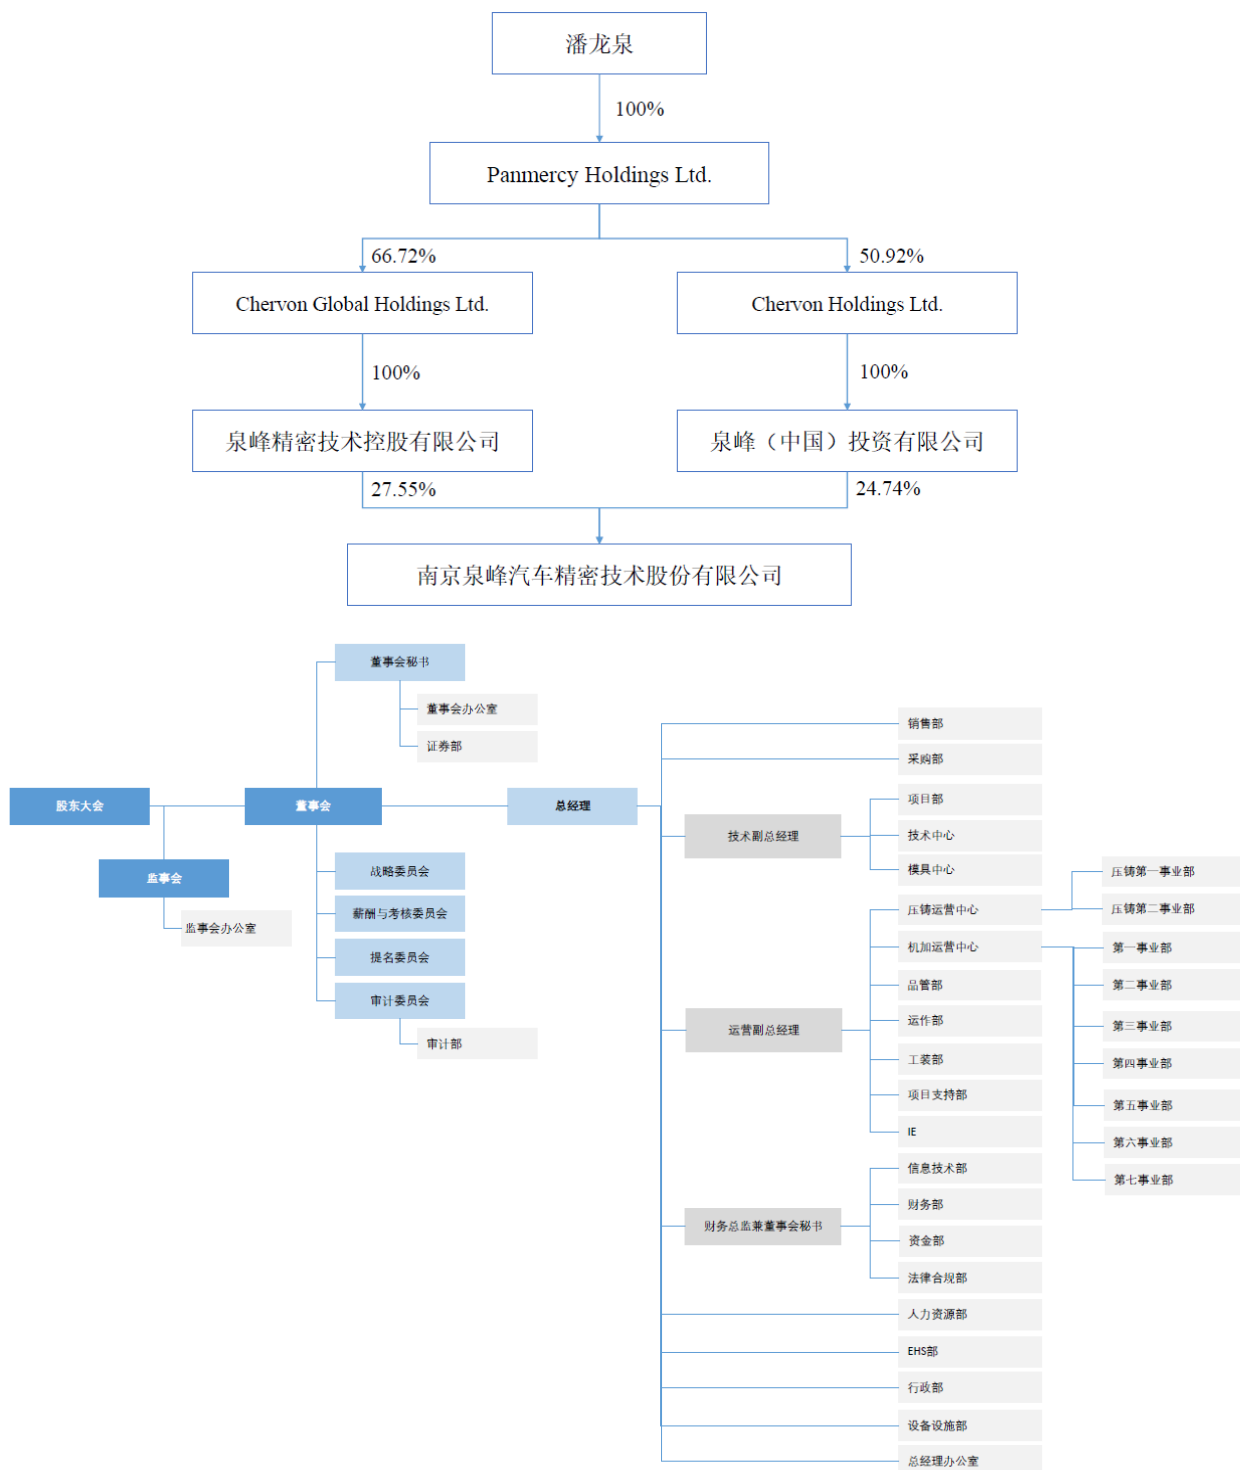 潘龙泉
100%
Panmercy Holdings Ltd.
66.72%
50.92%
Chervon Global Holdings Ltd.
Chervon Holdings Ltd.
100%
100%
泉峰精密技术控股有限公司
泉峰（中国）投资有限公司
27.55%
24.74%
南京泉峰汽车精密技术股份有限公司
董事会秘书
董事会办公室
证券部
股东大会
董事会
总经理
监事会
监事会办公室
战略委员会
薪酬与考核委员会
提名委员会
审计委员会
审计部
销售部
采购部
技术副总经理
项目部
技术中心
模具中心
运营副总经理
压铸运营中心
压铸第一事业部
压铸第二事业部
机加运营中心
第一事业部
第二事业部
第三事业部
第四事业部
第五事业部
第六事业部
第七事业部
品管部
运作部
工装部
项目支持部
IE
财务总监兼董事会秘书
信息技术部
财务部
资金部
法律合规部
人力资源部
EHS部
行政部
设备设施部
总经理办公室